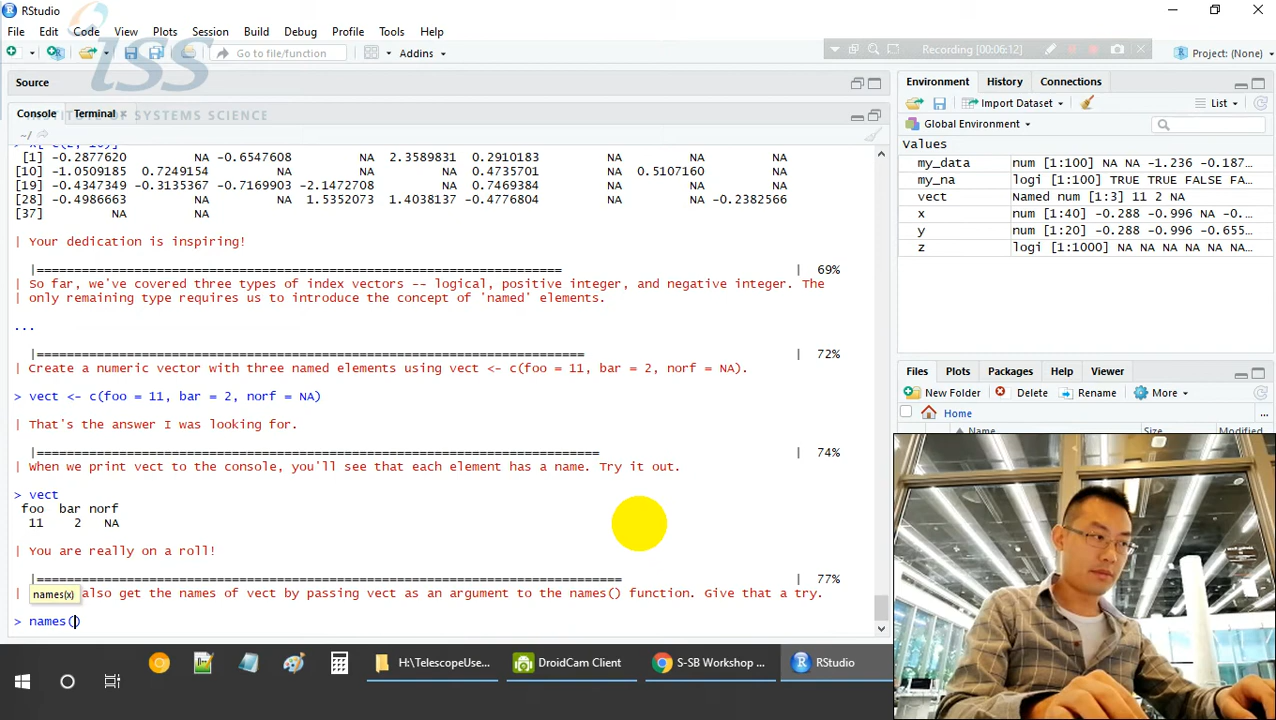 RStudio
File Edit Code View Plots Session Build Debug Profile Tools Help
Go to file/function Addins Recording [00:06:12] Project: (None)
iss
INSTITUTE OF SYSTEMS SCIENCE
Source
Console Terminal ×
~/
> x[ c(2, 10)]
[1] -0.2877620 NA -0.6547608 NA 2.3589831 0.2910183 NA NA NA
[10] -1.0509185 0.7249154 NA NA 0.4735701 NA 0.5107160 NA NA
[19] -0.4347349 -0.3135367 -0.7169903 -2.1472708 NA 0.7469384 NA NA NA
[28] -0.4986663 NA NA 1.5352073 1.4038137 -0.4776804 NA NA -0.2382566
[37] NA NA
| Your dedication is inspiring!
|====================================================================== | 69%
| So far, we've covered three types of index vectors -- logical, positive integer, and negative integer. The
| only remaining type requires us to introduce the concept of 'named' elements.
...
|========================================================================= | 72%
| Create a numeric vector with three named elements using vect <- c(foo = 11, bar = 2, norf = NA).
> vect <- c(foo = 11, bar = 2, norf = NA)
| That's the answer I was looking for.
|=========================================================================== | 74%
| When we print vect to the console, you'll see that each element has a name. Try it out.
> vect
foo bar norf
11 2 NA
| You are really on a roll!
|============================================================================== | 77%
names(x)
| also get the names of vect by passing vect as an argument to the names() function. Give that a try.
> names()
Environment History Connections
Import Dataset List
Global Environment
Values
my_data num [1:100] NA NA -1.236 -0.187...
my_na logi [1:100] TRUE TRUE FALSE FA...
vect Named num [1:3] 11 2 NA
x num [1:40] -0.288 -0.996 NA -0.…
y num [1:20] -0.288 -0.996 -0.655…
z logi [1:1000] NA NA NA NA NA NA…
Files Plots Packages Help Viewer
New Folder Delete Rename More
Home ...
Name Size Modified
H:\TelescopeUse... DroidCam Client S-SB Workshop ... RStudio